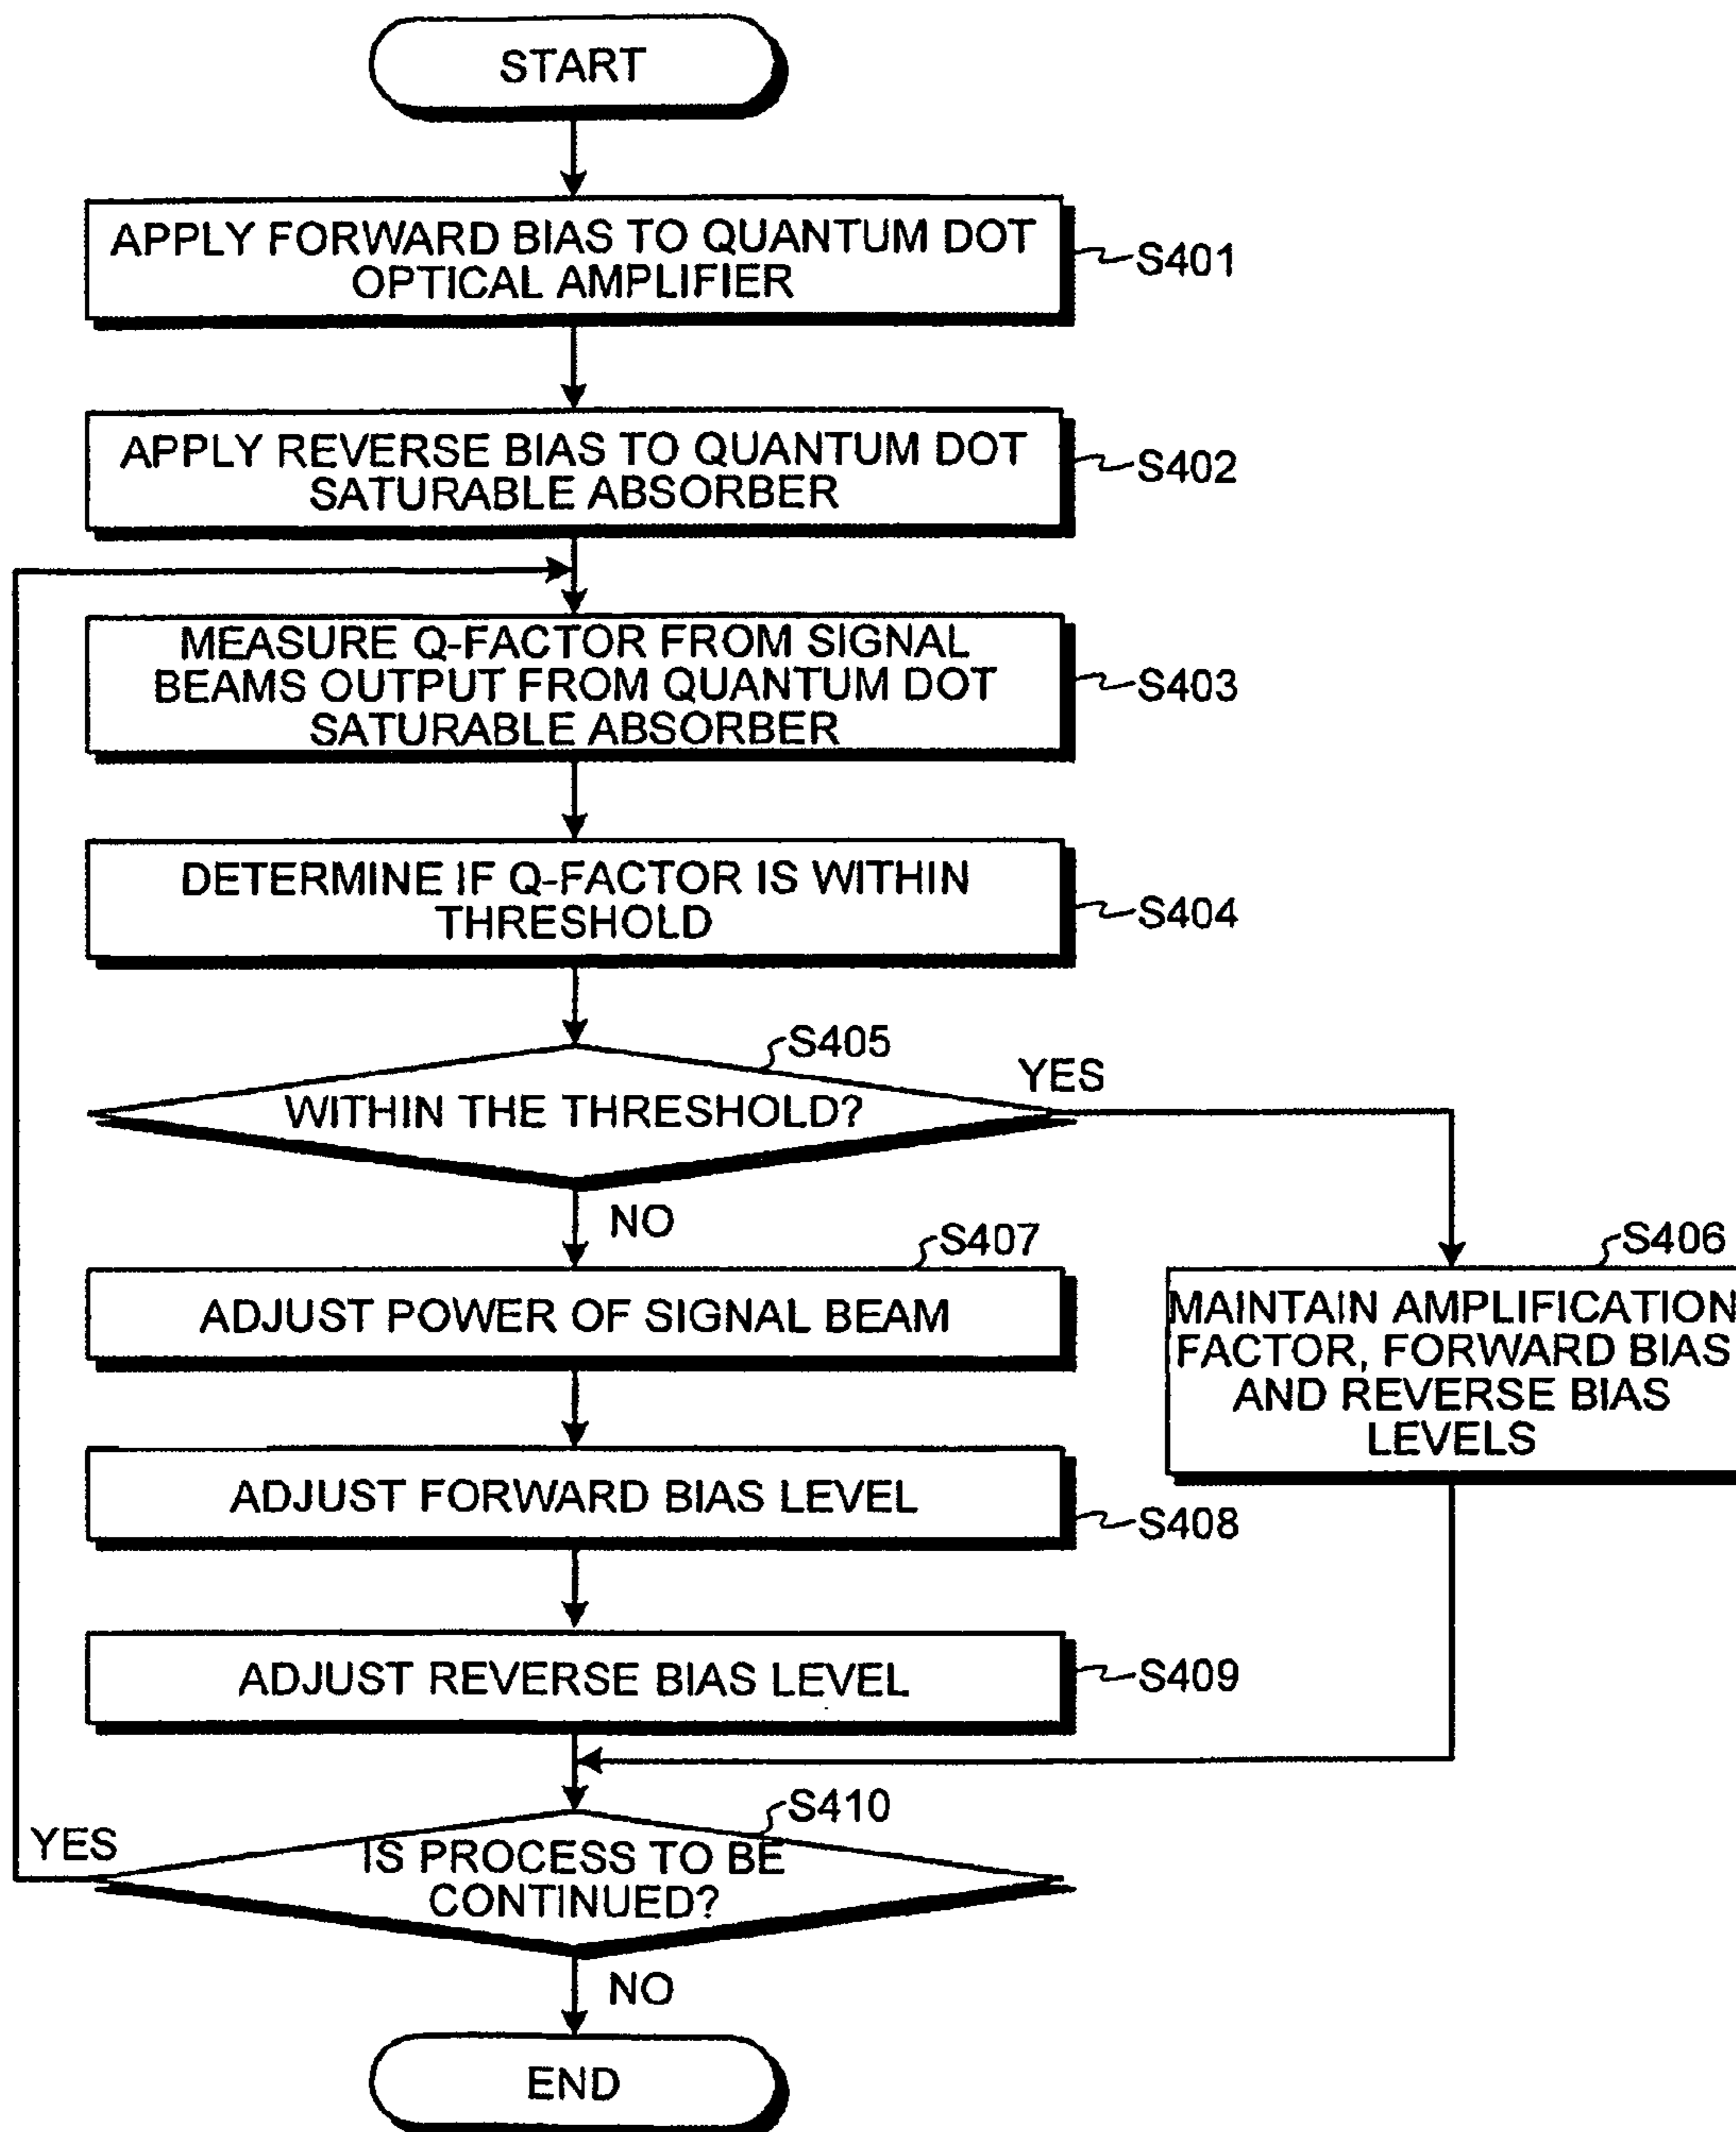 START
APPLY FORWARD BIAS TO QUANTUM DOT
OPTICAL AMPLIFIER
S401
APPLY REVERSE BIAS TO QUANTUM DOT
SATURABLE ABSORBER
S402
MEASURE Q-FACTOR FROM SIGNAL
BEAMS OUTPUT FROM QUANTUM DOT
SATURABLE ABSORBER
S403
DETERMINE IF Q-FACTOR IS WITHIN
THRESHOLD
S404
S405
WITHIN THE THRESHOLD?
YES
NO
S406
MAINTAIN AMPLIFICATION
FACTOR, FORWARD BIAS
AND REVERSE BIAS
LEVELS
S407
ADJUST POWER OF SIGNAL BEAM
ADJUST FORWARD BIAS LEVEL
S408
ADJUST REVERSE BIAS LEVEL
S409
S410
YES
IS PROCESS TO BE
CONTINUED?
NO
END